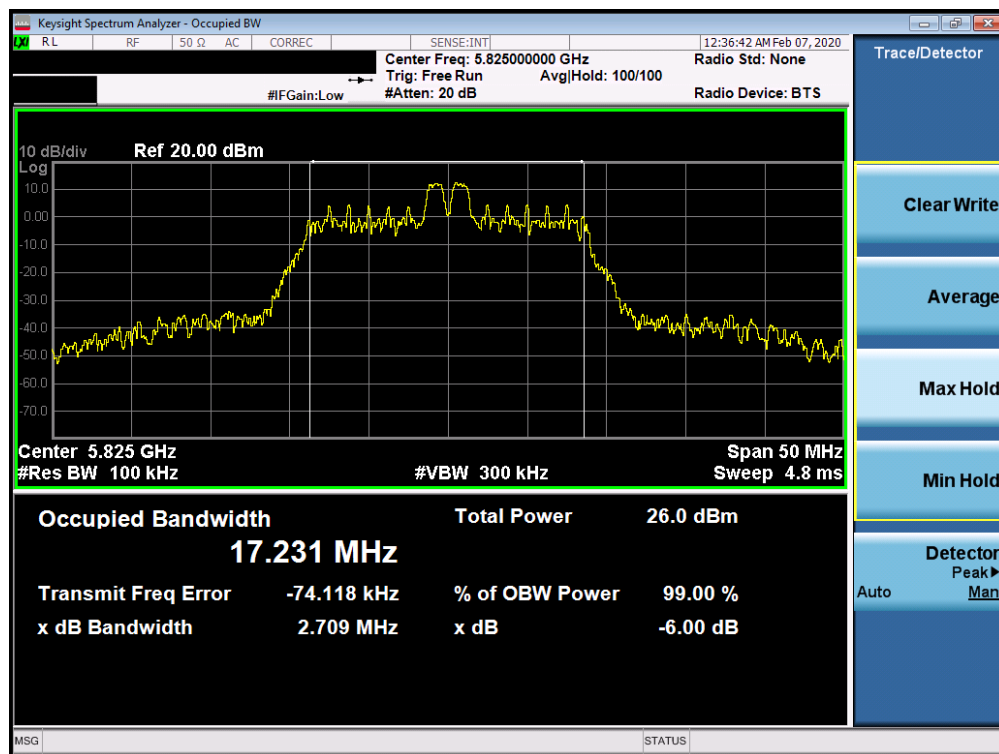 Keysight Spectrum Analyzer - Occupied BW
LXI RL RF 50 Ω AC CORREC SENSE:INT 12:36:42 AM Feb 07, 2020
Center Freq: 5.825000000 GHz Radio Std: None
Trig: Free Run Avg|Hold: 100/100
#IFGain:Low #Atten: 20 dB Radio Device: BTS
Trace/Detector
10 dB/div Ref 20.00 dBm
Log
10.0
0.00
-10.0
-20.0
-30.0
-40.0
-50.0
-60.0
-70.0
Center 5.825 GHz Span 50 MHz
#Res BW 100 kHz #VBW 300 kHz Sweep 4.8 ms
Occupied Bandwidth Total Power 26.0 dBm
17.231 MHz
Transmit Freq Error -74.118 kHz % of OBW Power 99.00 %
x dB Bandwidth 2.709 MHz x dB -6.00 dB
Clear Write
Average
Max Hold
Min Hold
Detector
Peak▶
Auto Man
MSG STATUS